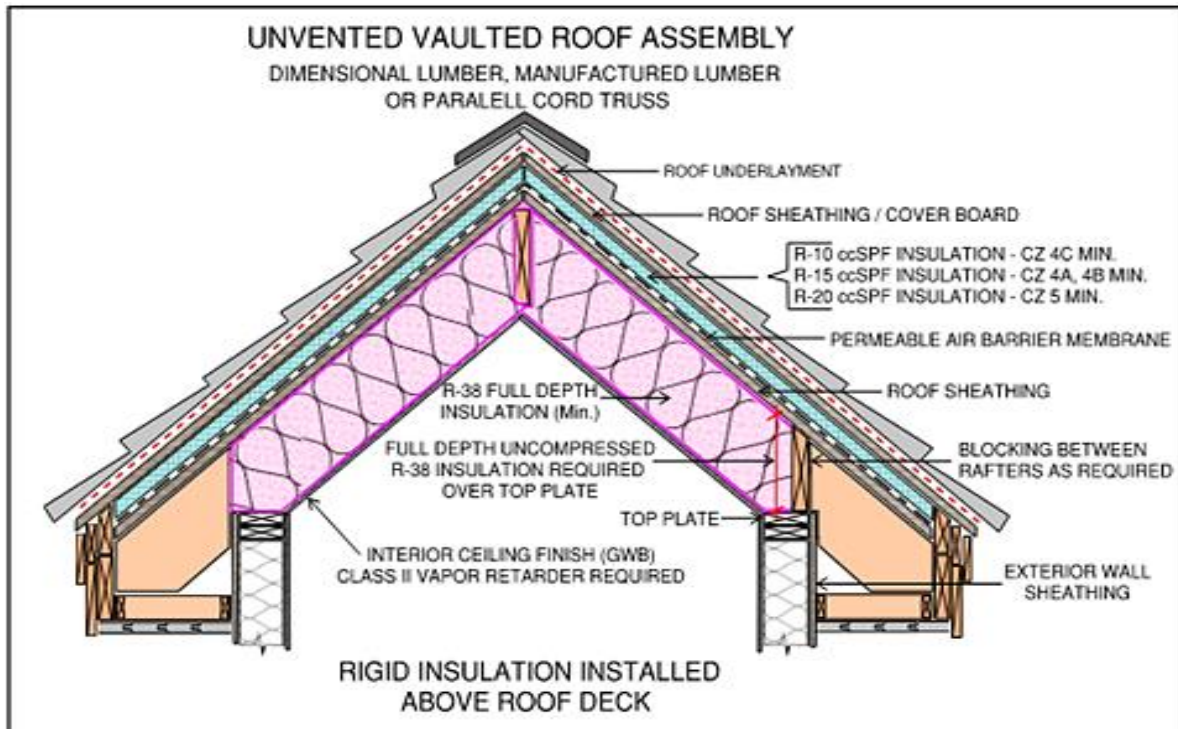 UNVENTED VAULTED ROOF ASSEMBLY
DIMENSIONAL LUMBER, MANUFACTURED LUMBER
OR PARALELL CORD TRUSS
ROOF UNDERLAYMENT
ROOF SHEATHING / COVER BOARD
R-10 ccSPF INSULATION - CZ 4C MIN.
R-15 ccSPF INSULATION - CZ 4A, 4B MIN.
R-20 ccSPF INSULATION - CZ 5 MIN.
PERMEABLE AIR BARRIER MEMBRANE
ROOF SHEATHING
R-38 FULL DEPTH
INSULATION (Min.)
FULL DEPTH UNCOMPRESSED
R-38 INSULATION REQUIRED
OVER TOP PLATE
BLOCKING BETWEEN
RAFTERS AS REQUIRED
TOP PLATE
INTERIOR CEILING FINISH (GWB)
CLASS II VAPOR RETARDER REQUIRED
EXTERIOR WALL
SHEATHING
RIGID INSULATION INSTALLED
ABOVE ROOF DECK